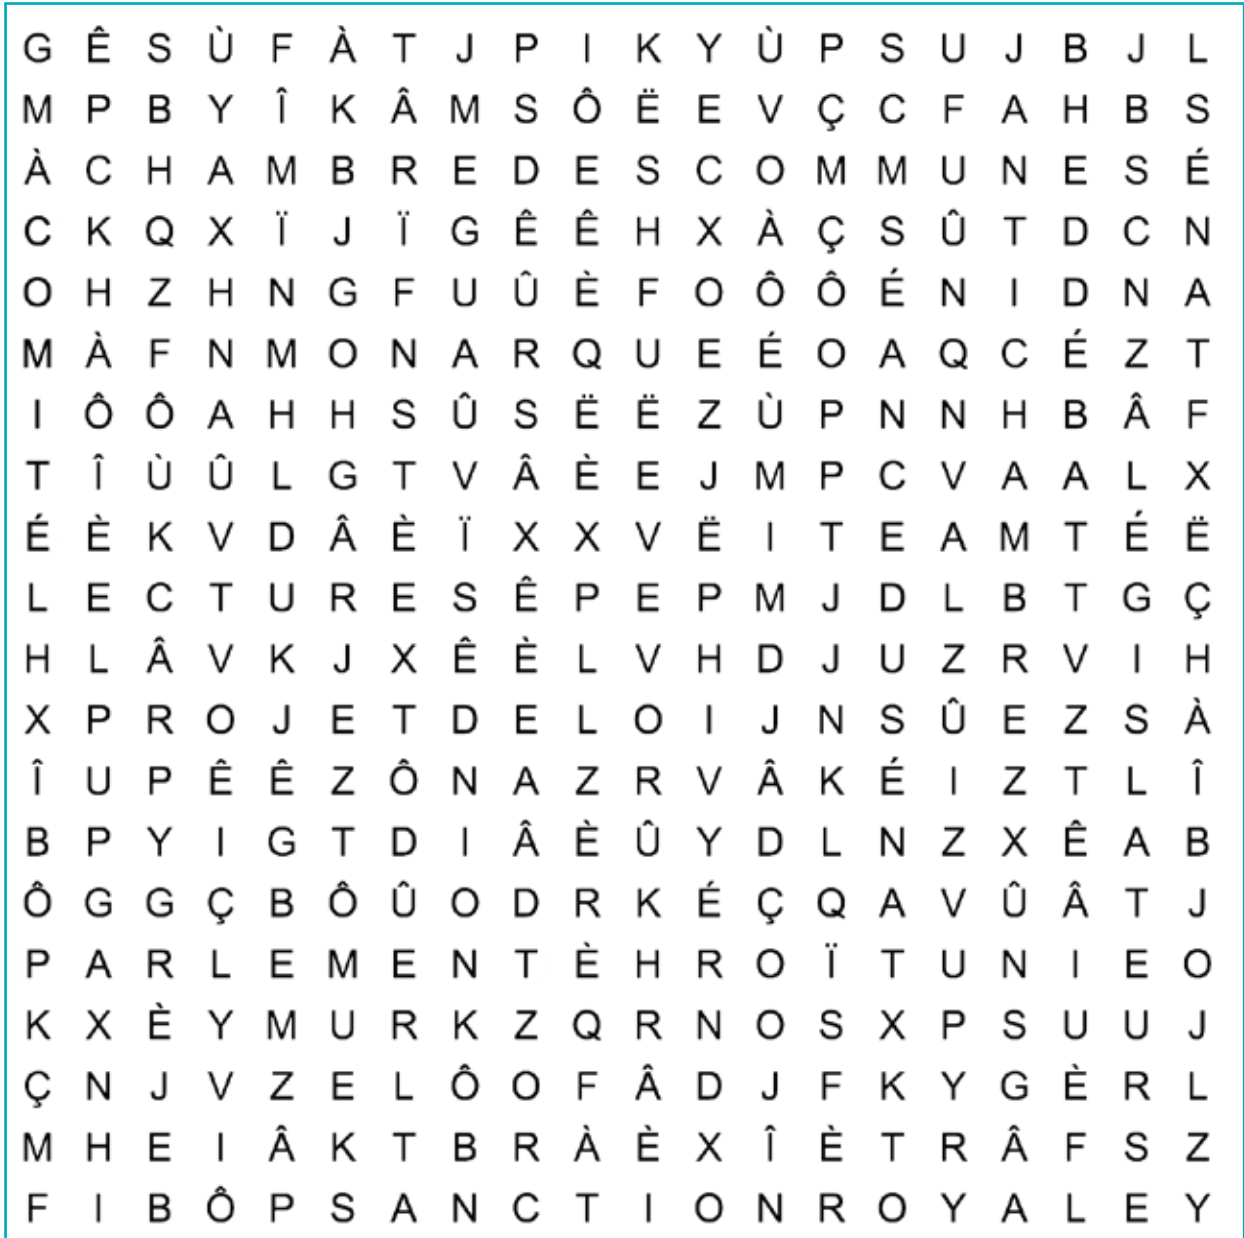 G Ê S Ù F À T J P I K Y Ù P S U J B J L
M P B Y Î K Â M S Ô Ë E V Ç C F A H B S
À C H A M B R E D E S C O M M U N E S É
C K Q X Ï J Ï G Ê Ê H X À Ç S Û T D C N
O H Z H N G F U Û È F O Ô Ô É N I D N A
M À F N M O N A R Q U E É O A Q C É Z T
I Ô Ô A H H S Û S Ë Ë Z Ù P N N H B Â F
T Î Ù Û L G T V Â È E J M P C V A A L X
É È K V D Â È Ï X X V Ë I T E A M T É Ë
L E C T U R E S Ê P E P M J D L B T G Ç
H L Â V K J X Ê È L V H D J U Z R V I H
X P R O J E T D E L O I J N S Û E Z S À
Î U P Ê Ê Z Ô N A Z R V Â K É I Z T L Î
B P Y I G T D I Â È Û Y D L N Z X Ê A B
Ô G G Ç B Ô Û O D R K É Ç Q A V Û Â T J
P A R L E M E N T È H R O Ï T U N I E O
K X È Y M U R K Z Q R N O S X P S U U J
Ç N J V Z E L Ô O F Â D J F K Y G È R L
M H E I Â K T B R À È X Î È T R Â F S Z
F I B Ô P S A N C T I O N R O Y A L E Y